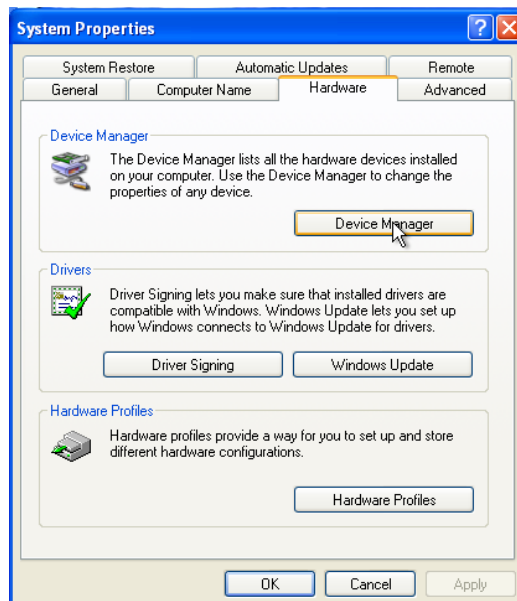 System Properties
System Restore Automatic Updates Remote
General Computer Name Hardware Advanced
Device Manager
The Device Manager lists all the hardware devices installed
on your computer. Use the Device Manager to change the
properties of any device.
Device Manager
Drivers
Driver Signing lets you make sure that installed drivers are
compatible with Windows. Windows Update lets you set up
how Windows connects to Windows Update for drivers.
Driver Signing Windows Update
Hardware Profiles
Hardware profiles provide a way for you to set up and store
different hardware configurations.
Hardware Profiles
OK Cancel Apply